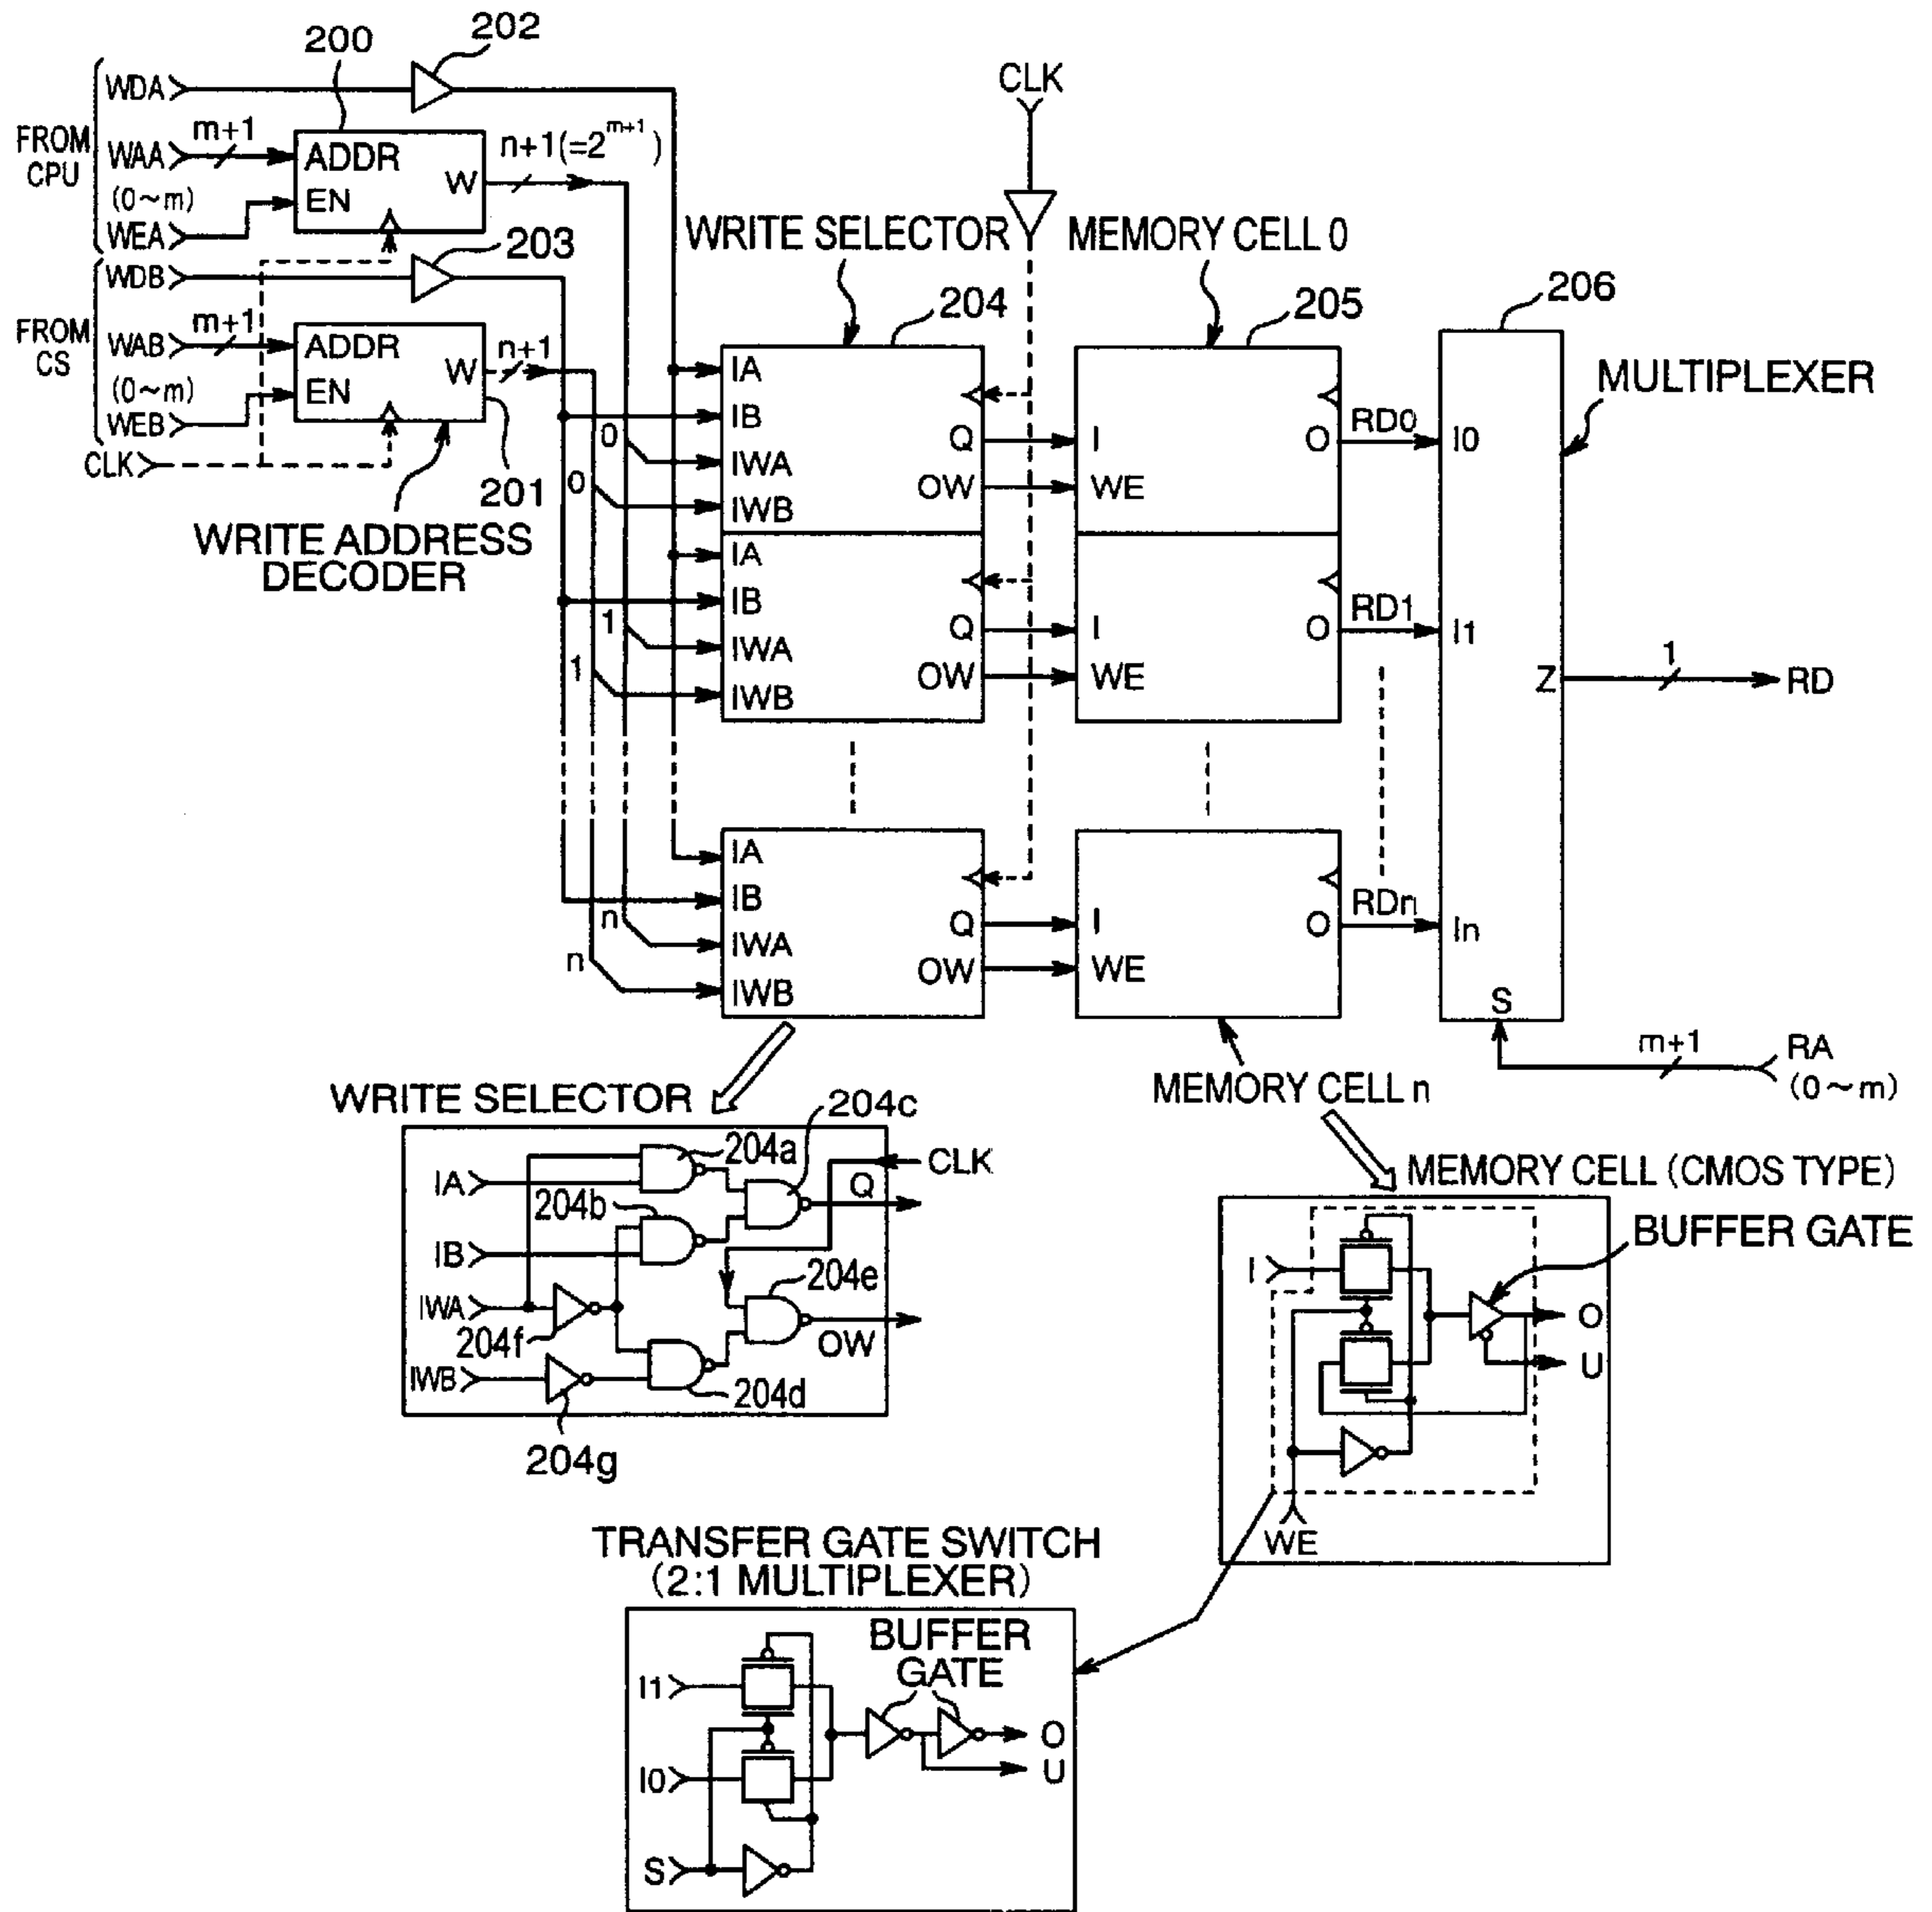 200
202
CLK
WDA
FROM
CPU
WAA
m+1
(0~m)
WEA
ADDR
EN
W
n+1(=2^m+1)
203
WDB
FROM
CS
WAB
m+1
(0~m)
WEB
CLK
ADDR
EN
W
n+1
201
WRITE ADDRESS
DECODER
WRITE SELECTOR
MEMORY CELL 0
204
205
206
MULTIPLEXER
0
0
IA
IB
IWA
IWB
Q
OW
I
WE
O
RD0
I0
1
1
IA
IB
IWA
IWB
Q
OW
I
WE
O
RD1
I1
Z
1
RD
n
n
IA
IB
IWA
IWB
Q
OW
I
WE
O
RDn
In
S
m+1
RA
(0~m)
MEMORY CELL n
WRITE SELECTOR
204c
204a
CLK
IA
Q
204b
IB
204e
IWA
204f
OW
IWB
204d
204g
MEMORY CELL (CMOS TYPE)
BUFFER GATE
I
O
U
WE
TRANSFER GATE SWITCH
(2:1 MULTIPLEXER)
BUFFER
GATE
I1
O
U
I0
S